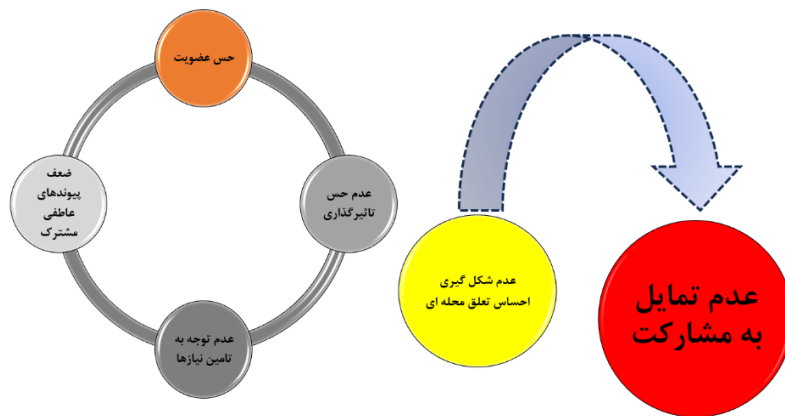 حس عضویت
عدم حس
تاثیرگذاری
عدم توجه به
تامین نیازها
ضعف
پیوندهای
عاطفی
مشترک
عدم شکل گیری
احساس تعلق محله ای
عدم تمایل
به مشارکت